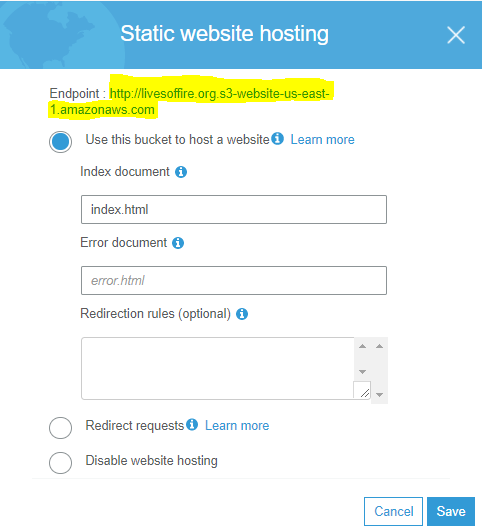 Static website hosting
Endpoint : http://livesoffire.org.s3-website-us-east-
1.amazonaws.com
Use this bucket to host a website Learn more
Index document
index.html
Error document
error.html
Redirection rules (optional)
Redirect requests Learn more
Disable website hosting
Cancel Save